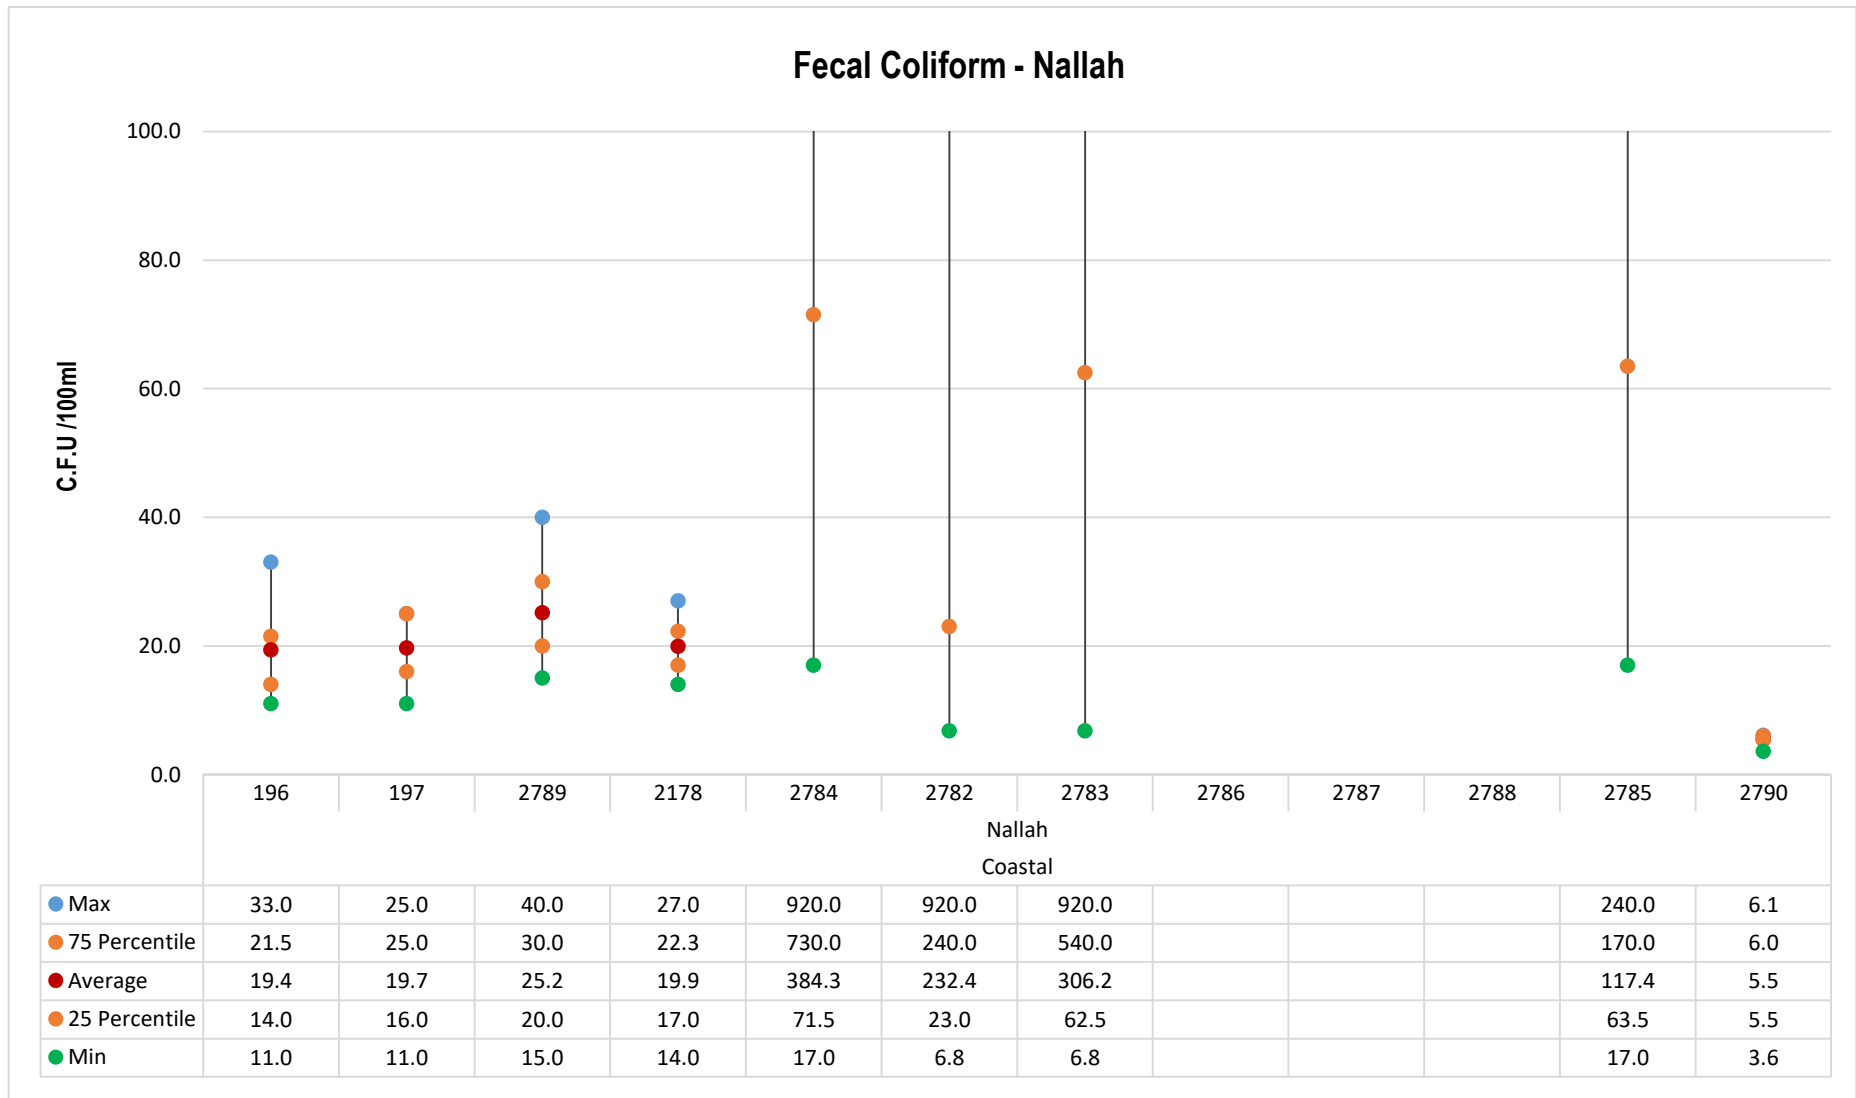 Fecal Coliform - Nallah
C.F.U /100ml
100.0
80.0
60.0
40.0
20.0
0.0
196 197 2789 2178 2784 2782 2783 2786 2787 2788 2785 2790
Nallah
Coastal
Max 33.0 25.0 40.0 27.0 920.0 920.0 920.0 240.0 6.1
75 Percentile 21.5 25.0 30.0 22.3 730.0 240.0 540.0 170.0 6.0
Average 19.4 19.7 25.2 19.9 384.3 232.4 306.2 117.4 5.5
25 Percentile 14.0 16.0 20.0 17.0 71.5 23.0 62.5 63.5 5.5
Min 11.0 11.0 15.0 14.0 17.0 6.8 6.8 17.0 3.6